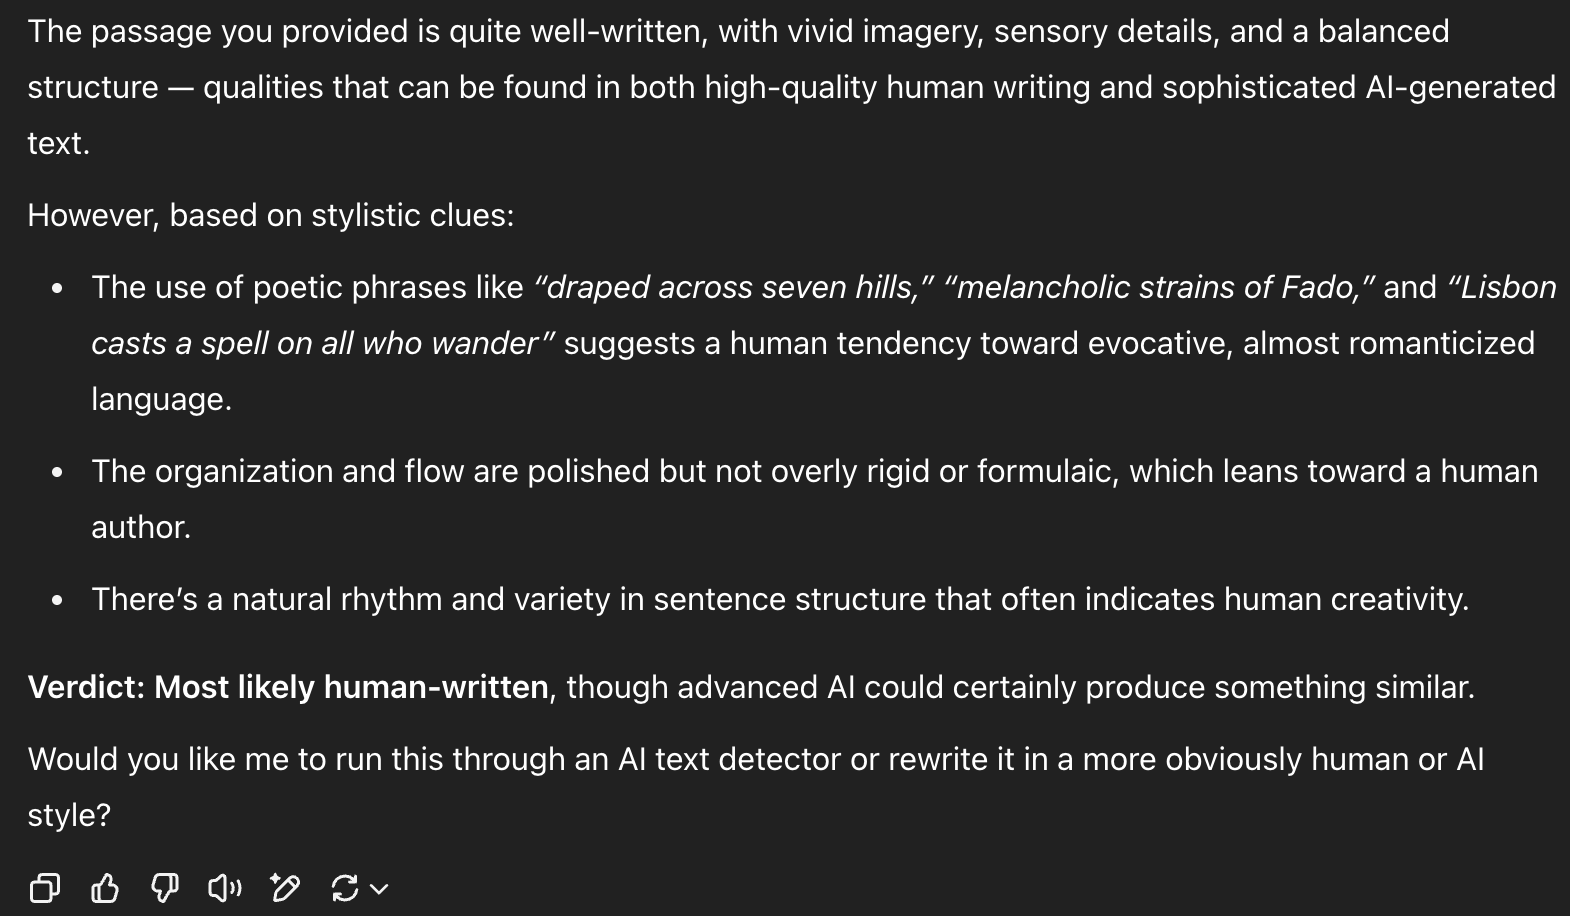 The passage you provided is quite well-written, with vivid imagery, sensory details, and a balanced
structure — qualities that can be found in both high-quality human writing and sophisticated AI-generated
text.
However, based on stylistic clues:
• The use of poetic phrases like “draped across seven hills,” “melancholic strains of Fado,” and “Lisbon
casts a spell on all who wander” suggests a human tendency toward evocative, almost romanticized
language.
• The organization and flow are polished but not overly rigid or formulaic, which leans toward a human
author.
• There’s a natural rhythm and variety in sentence structure that often indicates human creativity.
Verdict: Most likely human-written, though advanced AI could certainly produce something similar.
Would you like me to run this through an AI text detector or rewrite it in a more obviously human or AI
style?